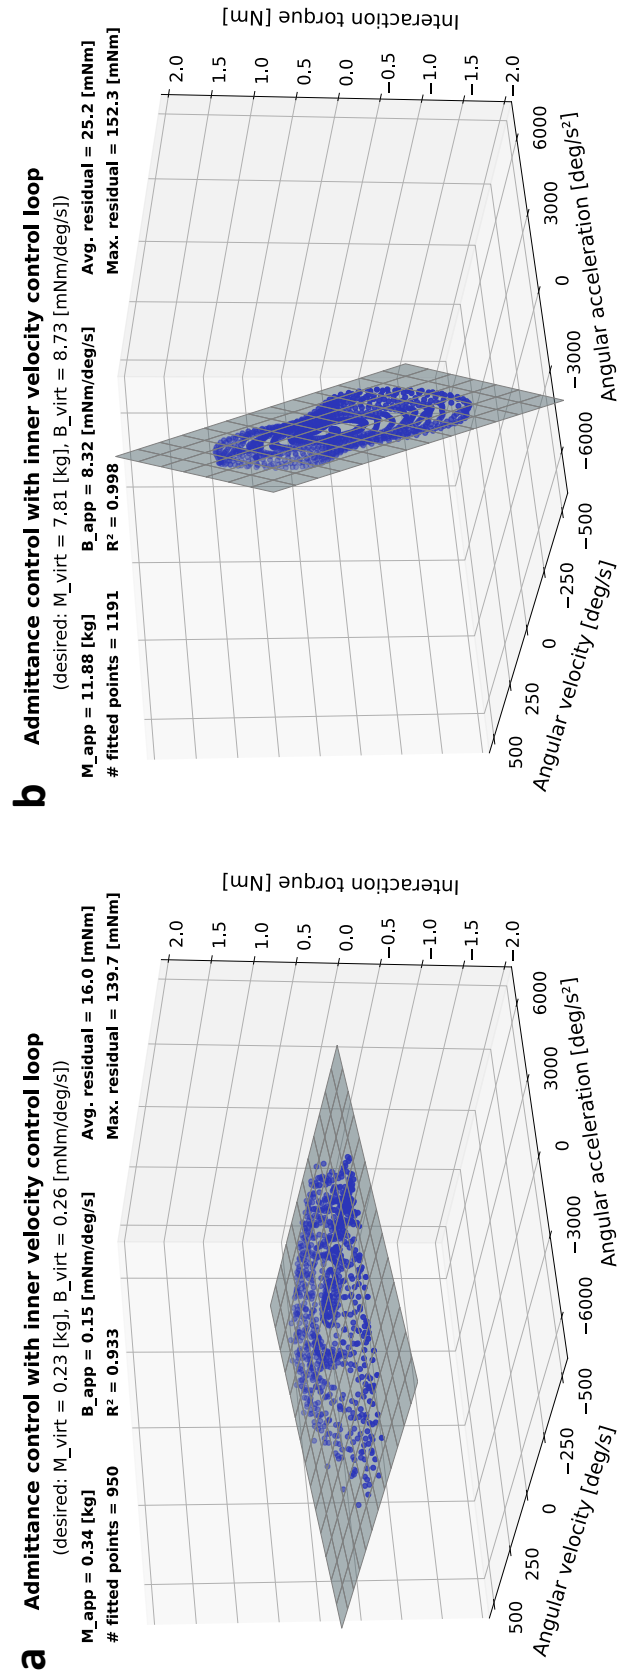 a
Admittance control with inner velocity control loop
(desired: M_virt = 0.23 [kg], B_virt = 0.26 [mNm/deg/s])
M_app = 0.34 [kg] B_app = 0.15 [mNm/deg/s] Avg. residual = 16.0 [mNm]
# fitted points = 950 R² = 0.933 Max. residual = 139.7 [mNm]
2.0
1.5
1.0
0.5
0.0
−0.5
−1.0
−1.5
−2.0
Interaction torque [Nm]
500
250
0
−250
−500
Angular velocity [deg/s]
−6000
−3000
0
3000
6000
Angular acceleration [deg/s²]
b
Admittance control with inner velocity control loop
(desired: M_virt = 7.81 [kg], B_virt = 8.73 [mNm/deg/s])
M_app = 11.88 [kg] B_app = 8.32 [mNm/deg/s] Avg. residual = 25.2 [mNm]
# fitted points = 1191 R² = 0.998 Max. residual = 152.3 [mNm]
2.0
1.5
1.0
0.5
0.0
−0.5
−1.0
−1.5
−2.0
Interaction torque [Nm]
500
250
0
−250
−500
Angular velocity [deg/s]
−6000
−3000
0
3000
6000
Angular acceleration [deg/s²]